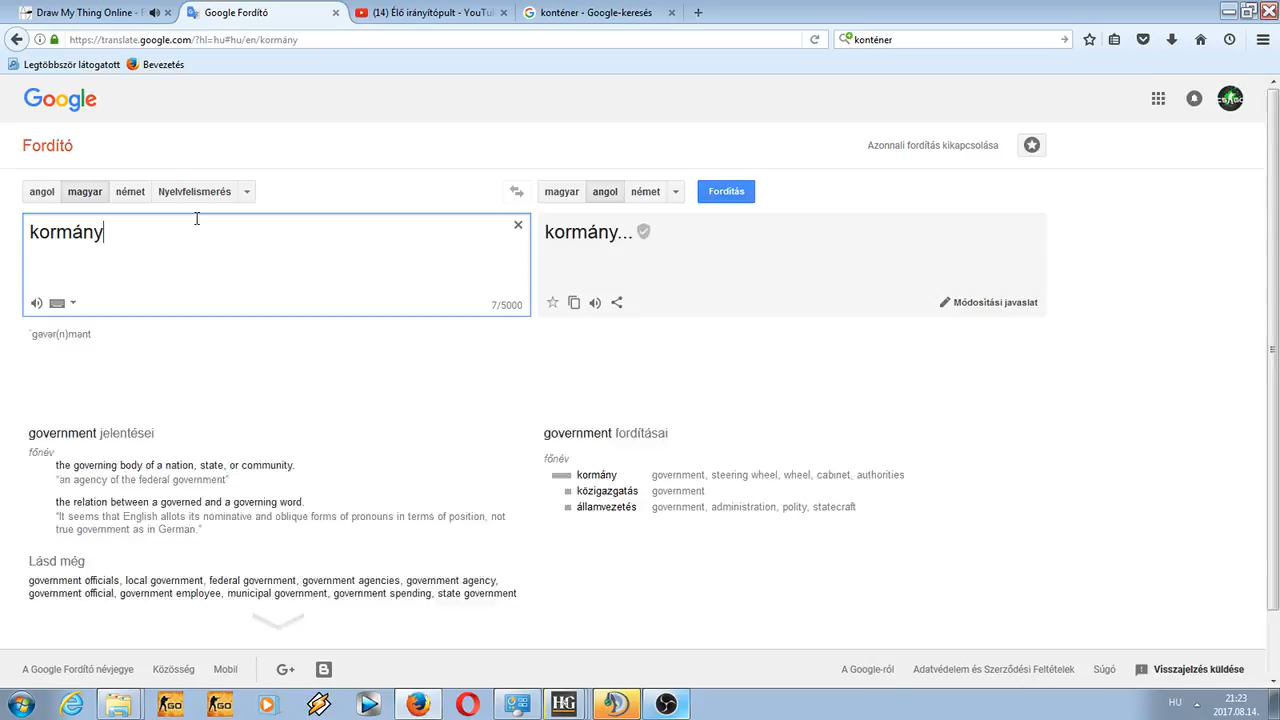 Draw My Thing Online - F
Google Fordító
(14) Élő irányítópult - YouTu
konténer - Google-keresés
https://translate.google.com/?hl=hu#hu/en/kormány
konténer
Legtöbbször látogatott
Bevezetés
Google
Fordító
Azonnali fordítás kikapcsolása
angol magyar német Nyelvfelismerés
magyar angol német Fordítás
kormány
kormány...
7/5000
Módosítási javaslat
ˈgəvər(n)mənt
government jelentései
főnév
the governing body of a nation, state, or community.
"an agency of the federal government"
the relation between a governed and a governing word.
"It seems that English allots its nominative and oblique forms of pronouns in terms of position, not
true government as in German."
Lásd még
government officials, local government, federal government, government agencies, government agency,
government official, government employee, municipal government, government spending, state government
government fordításai
főnév
kormány government, steering wheel, wheel, cabinet, authorities
közigazgatás government
államvezetés government, administration, polity, statecraft
A Google Fordító névjegye Közösség Mobil G+
A Google-ról Adatvédelem és Szerződési Feltételek Súgó Visszajelzés küldése
HU
21:23
2017.08.14.